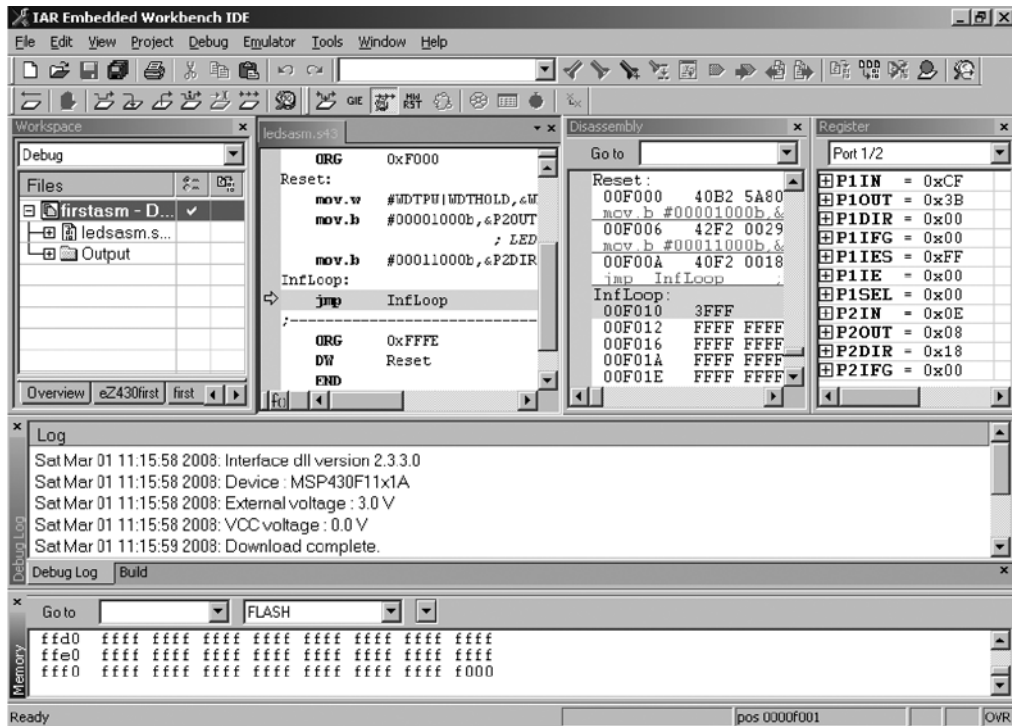 IAR Embedded Workbench IDE
File Edit View Project Debug Emulator Tools Window Help
GIE
HW RST
Workspace
Debug
Files
firstasm - D...
ledsasm.s...
Output
Overview eZ430first first
ledsasm.s43
ORG 0xF000
Reset:
mov.w #WDTPW|WDTHOLD,&W
mov.b #00001000b,&P2OUT
; LED
mov.b #00011000b,&P2DIR
InfLoop:
jmp InfLoop
;------------------------------
ORG 0xFFFE
DW Reset
END
f()
Disassembly
Go to
Reset:
00F000 40B2 5A80
mov.b #00001000b,&
00F006 42F2 0029
mov.b #00011000b,&
00F00A 40F2 0018
jmp InfLoop ;
InfLoop:
00F010 3FFF
00F012 FFFF FFFF
00F016 FFFF FFFF
00F01A FFFF FFFF
00F01E FFFF FFFF
Register
Port 1/2
P1IN = 0xCF
P1OUT = 0x3B
P1DIR = 0x00
P1IFG = 0x00
P1IES = 0xFF
P1IE = 0x00
P1SEL = 0x00
P2IN = 0x0E
P2OUT = 0x08
P2DIR = 0x18
P2IFG = 0x00
Log
Sat Mar 01 11:15:58 2008: Interface dll version 2.3.3.0
Sat Mar 01 11:15:58 2008: Device : MSP430F11x1A
Sat Mar 01 11:15:58 2008: External voltage : 3.0 V
Sat Mar 01 11:15:58 2008: VCC voltage : 0.0 V
Sat Mar 01 11:15:59 2008: Download complete.
Debug Log
Debug Log Build
Go to FLASH
ffd0 ffff ffff ffff ffff ffff ffff ffff ffff
ffe0 ffff ffff ffff ffff ffff ffff ffff ffff
fff0 ffff ffff ffff ffff ffff ffff ffff f000
Memory
Ready pos 0000f001 OVR